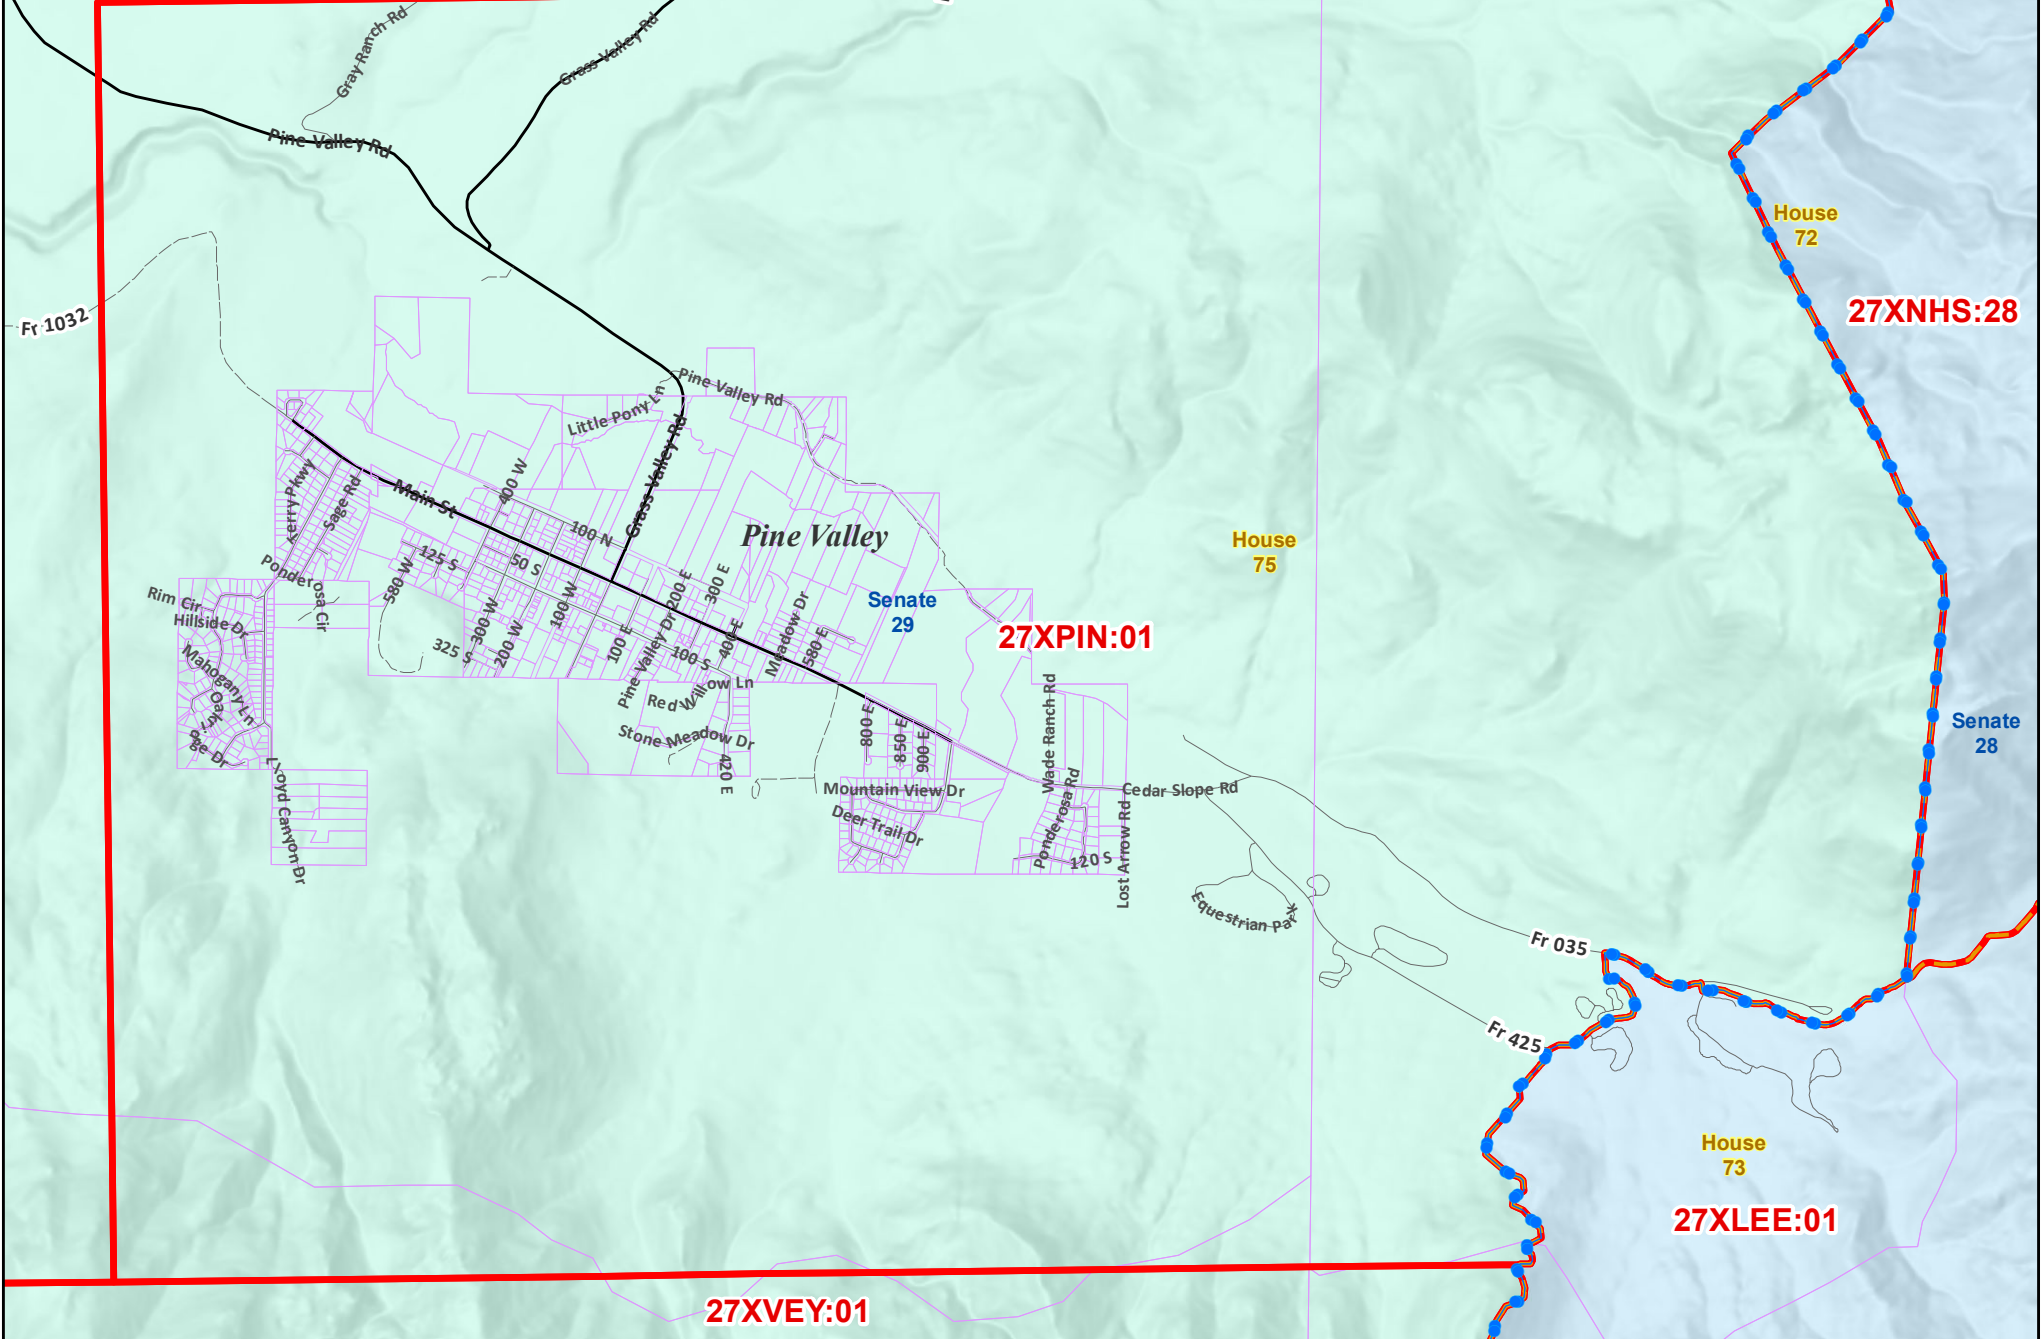 Gray Ranch Rd
Grass Valley Rd
Pine Valley Rd
House
72
27XNHS:28
Fr 1032
Pine Valley Rd
Little Pony Ln
Grass Valley Rd
Kerry Pkwy
Sage Rd
Main St
400 W
100 N
Pine Valley
House
75
125 S
50 S
580 W
Ponderosa Cir
100 W
200 E
300 E
Rim Cir
Hillside Dr
300 W
200 W
325 S
100 E
Pine Valley Dr
100 S
400 E
Meadow Dr
580 E
Senate
29
27XPIN:01
Mahogany Ln
Red Willow Ln
Stone Meadow Dr
420 E
800 E
850 E
900 E
Wade Ranch Rd
Senate
28
Lloyd Canyon Dr
Mountain View Dr
Deer Trail Dr
Ponderosa Rd
120 S
Lost Arrow Rd
Cedar Slope Rd
Equestrian Park
Fr 035
Fr 425
House
73
27XLEE:01
27XVEY:01